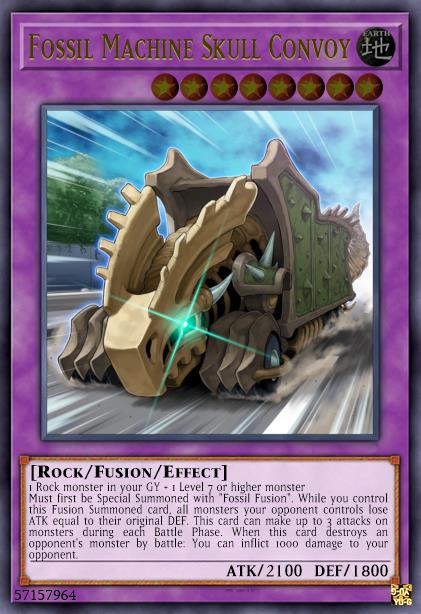 FOSSIL MACHINE SKULL CONVOY
EARTH
地
[ROCK/FUSION/EFFECT]
1 Rock monster in your GY + 1 Level 7 or higher monster
Must first be Special Summoned with "Fossil Fusion". While you control
this Fusion Summoned card, all monsters your opponent controls lose
ATK equal to their original DEF. This card can make up to 3 attacks on
monsters during each Battle Phase. When this card destroys an
opponent's monster by battle: You can inflict 1000 damage to your
opponent.
ATK/2100 DEF/1800
57157964